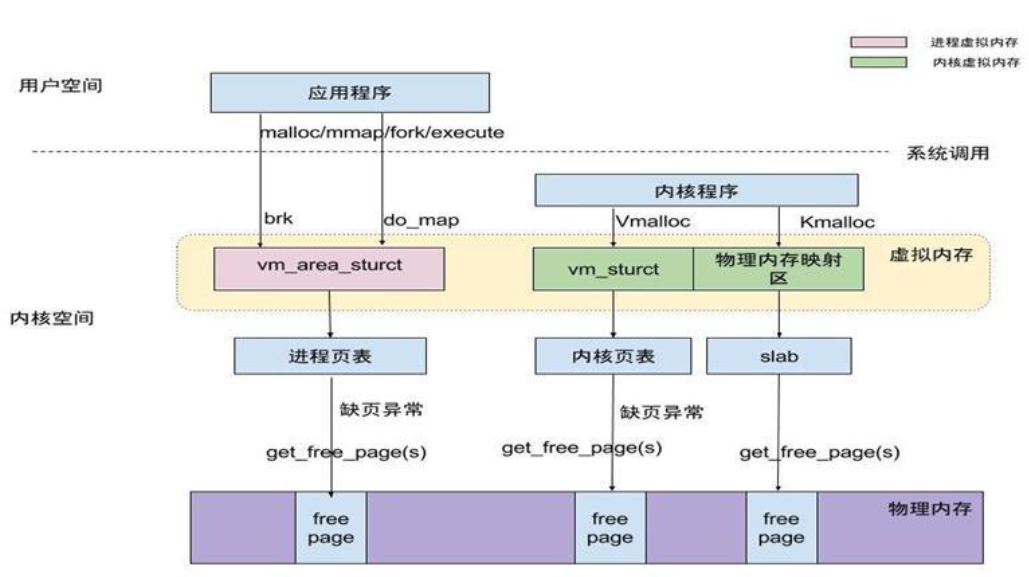 进程虚拟内存
内核虚拟内存
用户空间
应用程序
malloc/mmap/fork/execute
系统调用
内核程序
brk
do_map
Vmalloc
Kmalloc
虚拟内存
vm_area_sturct
vm_sturct
物理内存映射
区
内核空间
进程页表
内核页表
slab
缺页异常
缺页异常
get_free_page(s)
get_free_page(s)
get_free_page(s)
物理内存
free
page
free
page
free
page